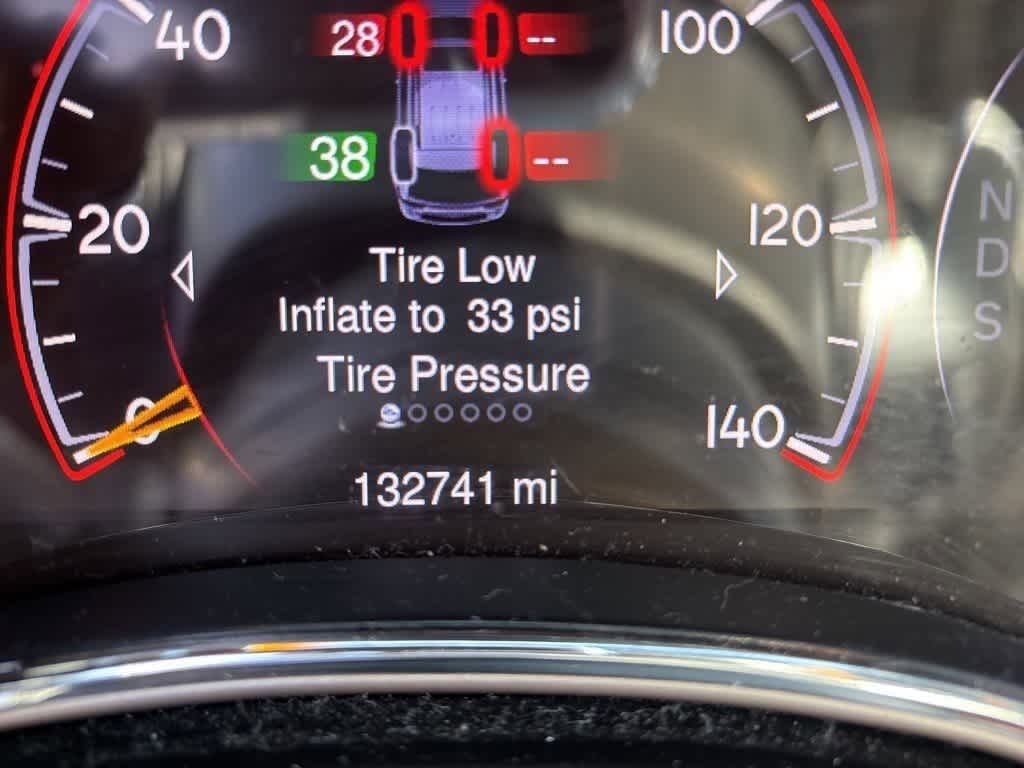 40 28 -- 100
38 --
20 120 N
D
Tire Low
Inflate to 33 psi S
Tire Pressure
0 140
132741 mi